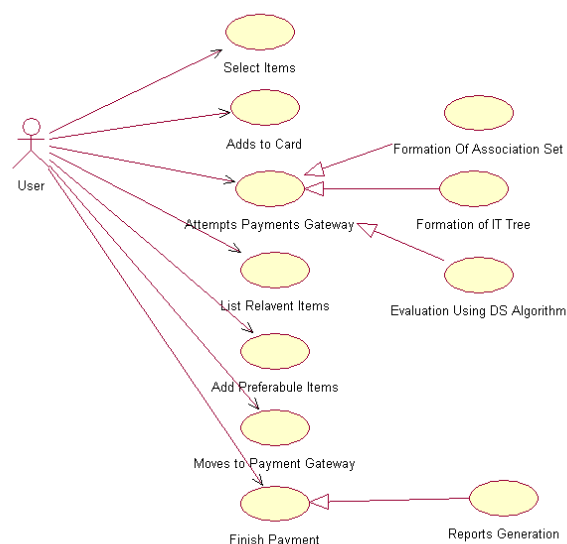 Select Items
Adds to Card
Formation Of Association Set
User
Attempts Payments Gateway
Formation of IT Tree
List Relavent Items
Evaluation Using DS Algorithm
Add Preferabule Items
Moves to Payment Gateway
Finish Payment
Reports Generation